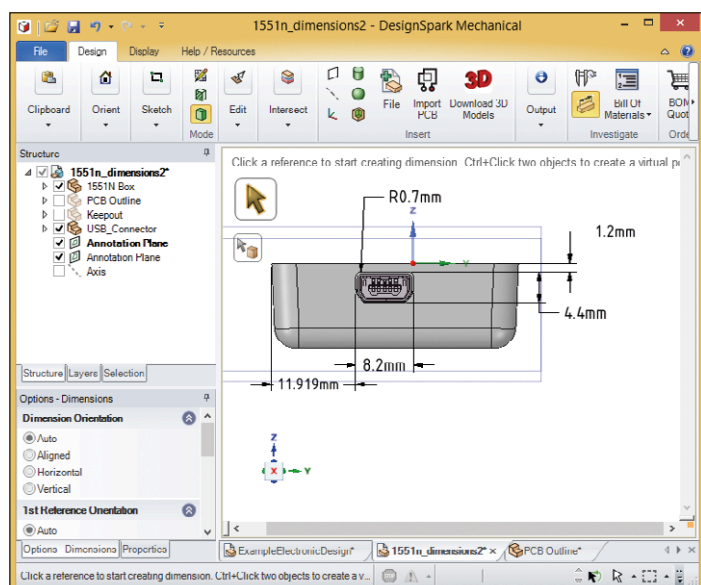 1551n_dimensions2 - DesignSpark Mechanical
File Design Display Help / Resources
Clipboard Orient Sketch Mode Edit Intersect File Import PCB Download 3D Models Insert Output Bill Of Materials Investigate BOM Quot Orde
3D
Structure
Click a reference to start creating dimension. Ctrl+Click two objects to create a virtual p
1551n_dimensions2*
1551N Box
PCB Outline
Keepout
USB_Connector
Annotation Plane
Annotation Plane
Axis
R0.7mm
Z
Y
1.2mm
4.4mm
8.2mm
11.919mm
Structure Layers Selection
Options - Dimensions
Dimension Orientation
Auto
Aligned
Horizontal
Vertical
1st Reference Orientation
Auto
Z
X Y
Options - Dimensions Properties
ExampleElectronicDesign* 1551n_dimensions2* × PCB Outline*
Click a reference to start creating dimension. Ctrl+Click two objects to create a v...